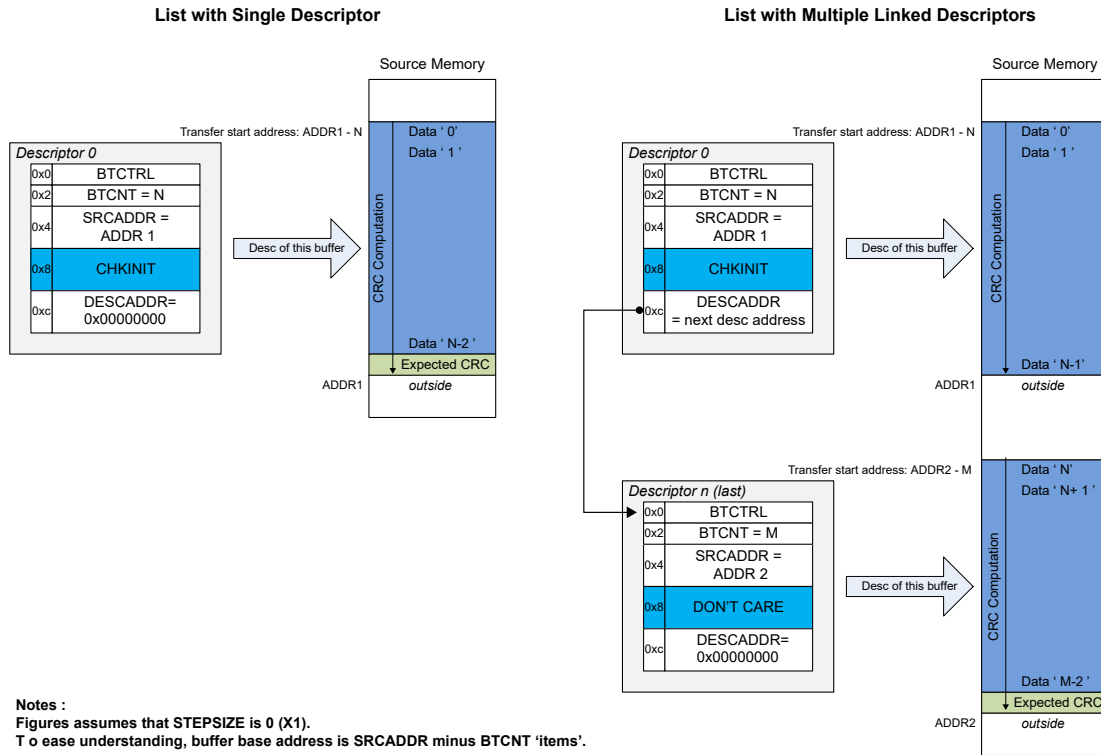 List with Single Descriptor
Source Memory
Transfer start address: ADDR1 - N
Data ‘ 0’
Data ‘ 1 ’
Descriptor 0
0x0 BTCTRL
0x2 BTCNT = N
0x4 SRCADDR =
ADDR 1
0x8 CHKINIT
0xc DESCADDR=
0x00000000
Desc of this buffer
CRC Computation
Data ‘ N-2 ’
Expected CRC
ADDR1
outside
List with Multiple Linked Descriptors
Source Memory
Transfer start address: ADDR1 - N
Data ‘ 0’
Data ‘ 1 ’
Descriptor 0
0x0 BTCTRL
0x2 BTCNT = N
0x4 SRCADDR =
ADDR 1
0x8 CHKINIT
0xc DESCADDR
= next desc address
Desc of this buffer
CRC Computation
Data ‘ N-1’
ADDR1
outside
Transfer start address: ADDR2 - M
Data ‘ N’
Data ‘ N+ 1 ’
Descriptor n (last)
0x0 BTCTRL
0x2 BTCNT = M
0x4 SRCADDR =
ADDR 2
0x8 DON’T CARE
0xc DESCADDR=
0x00000000
Desc of this buffer
CRC Computation
Data ‘ M-2 ’
Expected CRC
ADDR2
outside
Notes :
Figures assumes that STEPSIZE is 0 (X1).
T o ease understanding, buffer base address is SRCADDR minus BTCNT ‘items’.